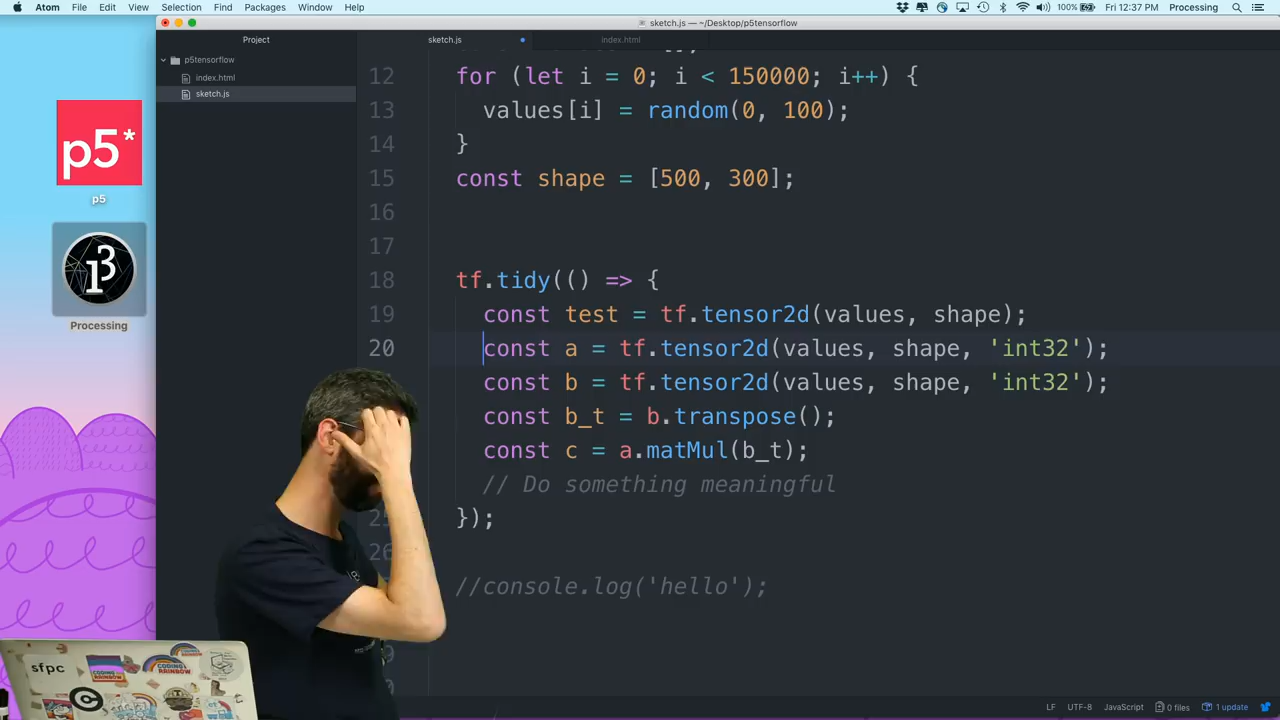 Atom File Edit View Selection Find Packages Window Help
100% Fri 12:37 PM Processing
sketch.js — ~/Desktop/p5tensorflow
Project
sketch.js
index.html
p5tensorflow
index.html
sketch.js
p5*
p5
Processing
12 for (let i = 0; i < 150000; i++) {
13 values[i] = random(0, 100);
14 }
15 const shape = [500, 300];
16
17
18 tf.tidy(() => {
19 const test = tf.tensor2d(values, shape);
20 const a = tf.tensor2d(values, shape, 'int32');
const b = tf.tensor2d(values, shape, 'int32');
const b_t = b.transpose();
const c = a.matMul(b_t);
// Do something meaningful
25 });
26
//console.log('hello');
sfpc
CODING RAINBOW
LF UTF-8 JavaScript 0 files 1 update